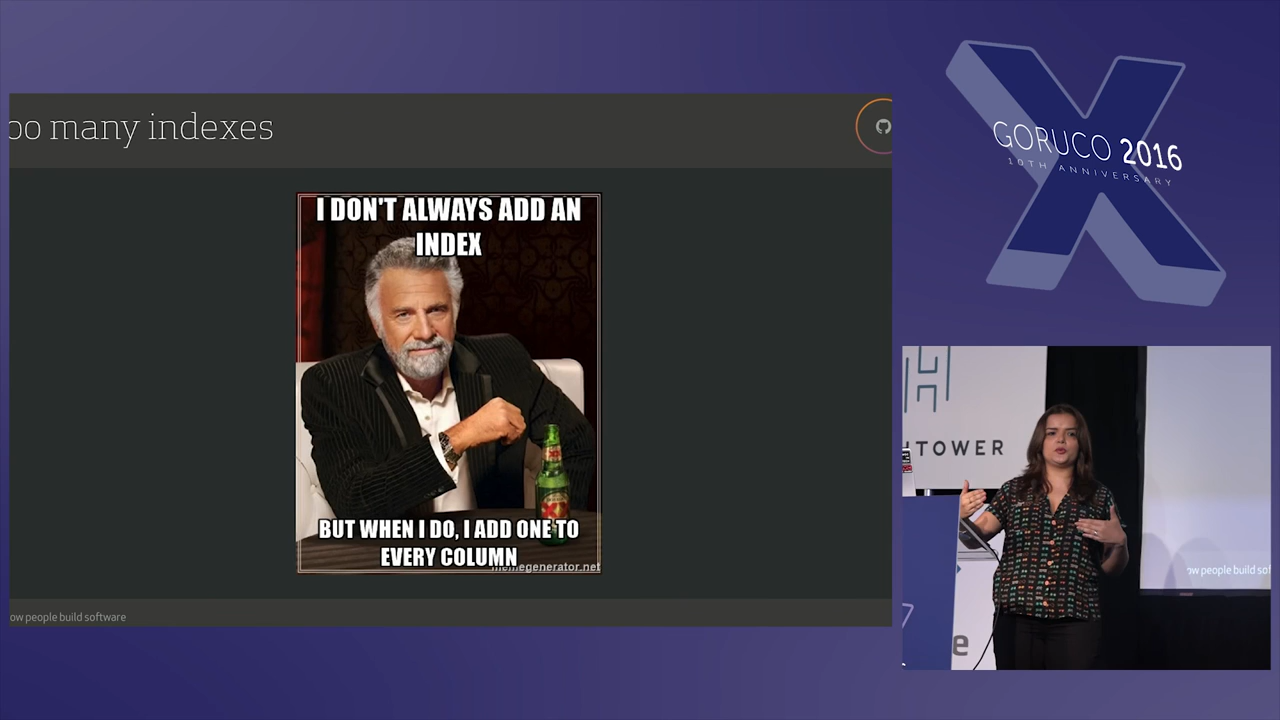 oo many indexes
I DON'T ALWAYS ADD AN
INDEX
BUT WHEN I DO, I ADD ONE TO
EVERY COLUMN
memegenerator.net
ow people build software
GORUCO 2016
10TH ANNIVERSARY
HTOWER
ow people build sof
e